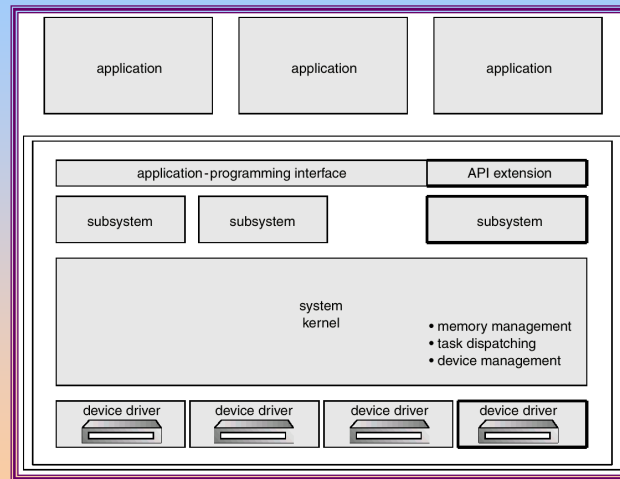 application
application
application
application-programming interface
API extension
subsystem
subsystem
subsystem
system
kernel
• memory management
• task dispatching
• device management
device driver
device driver
device driver
device driver